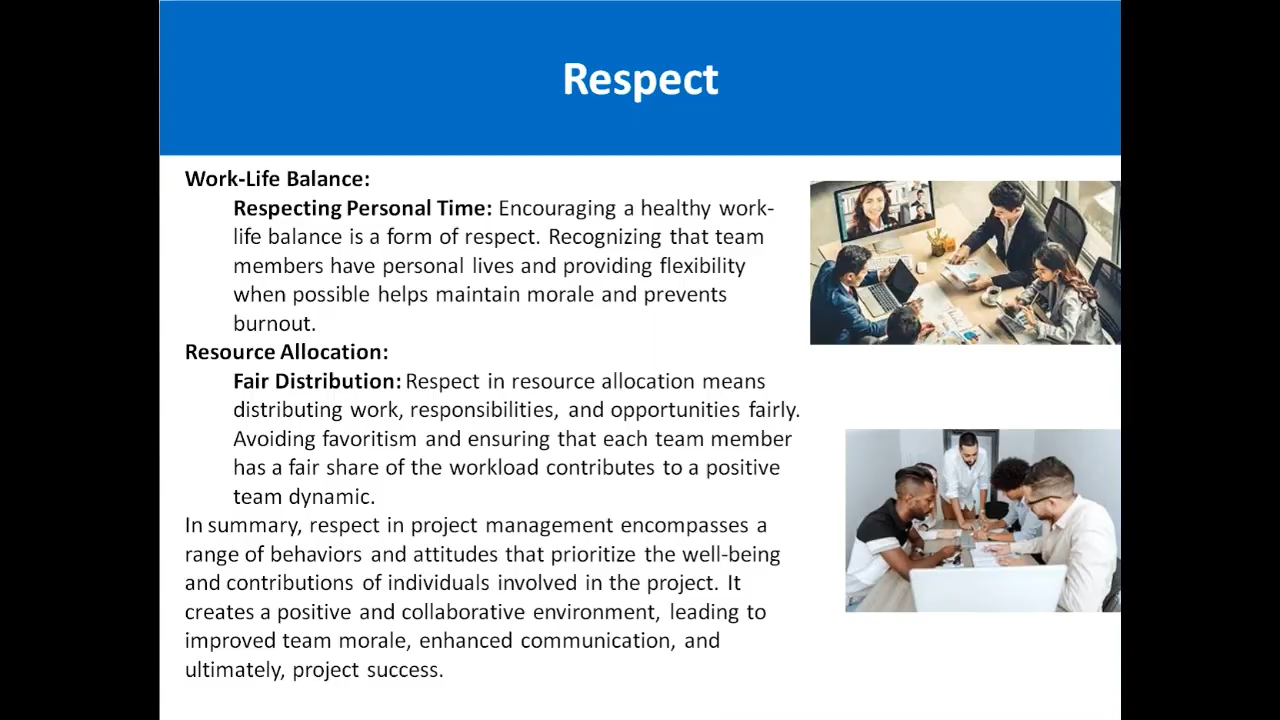 Respect
Work-Life Balance:
Respecting Personal Time: Encouraging a healthy work-
life balance is a form of respect. Recognizing that team
members have personal lives and providing flexibility
when possible helps maintain morale and prevents
burnout.
Resource Allocation:
Fair Distribution: Respect in resource allocation means
distributing work, responsibilities, and opportunities fairly.
Avoiding favoritism and ensuring that each team member
has a fair share of the workload contributes to a positive
team dynamic.
In summary, respect in project management encompasses a
range of behaviors and attitudes that prioritize the well-being
and contributions of individuals involved in the project. It
creates a positive and collaborative environment, leading to
improved team morale, enhanced communication, and
ultimately, project success.